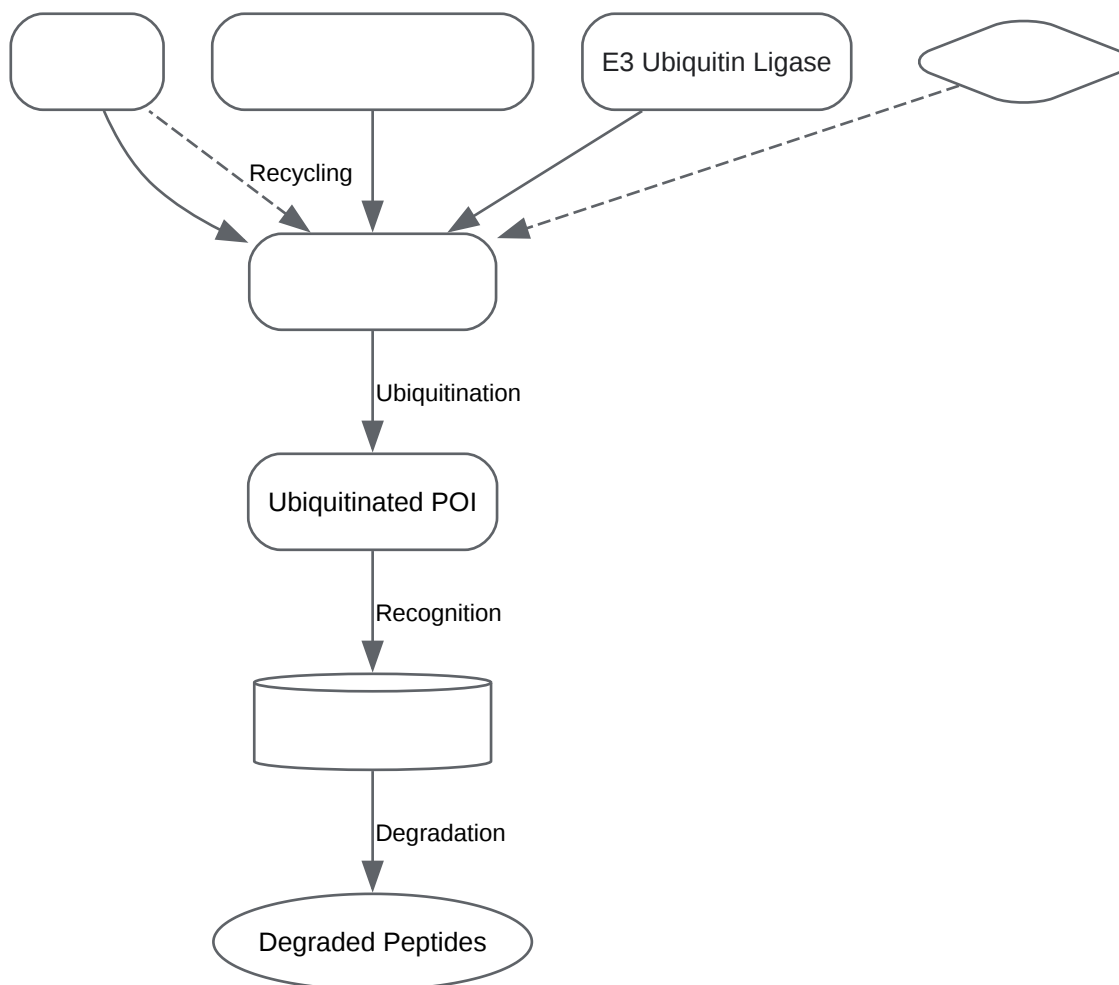 E3 Ubiquitin Ligase
Recycling
Ubiquitination
Ubiquitinated POI
Recognition
Degradation
Degraded Peptides